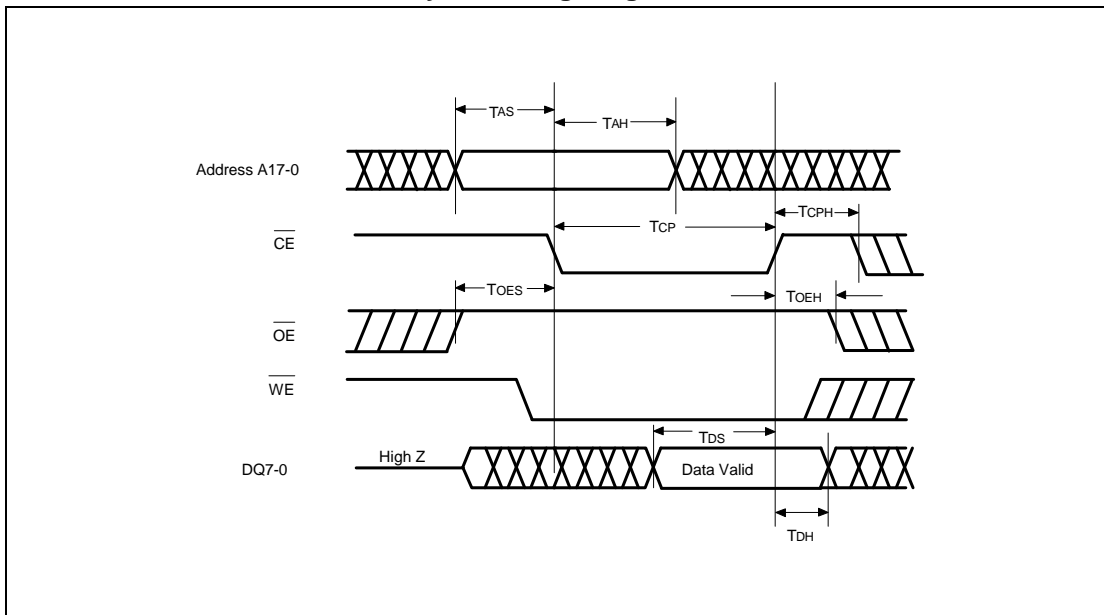 TAS
TAH
Address A17-0
TCPH
TCP
CE
TOES
TOEH
OE
WE
TDS
High Z
Data Valid
DQ7-0
TDH